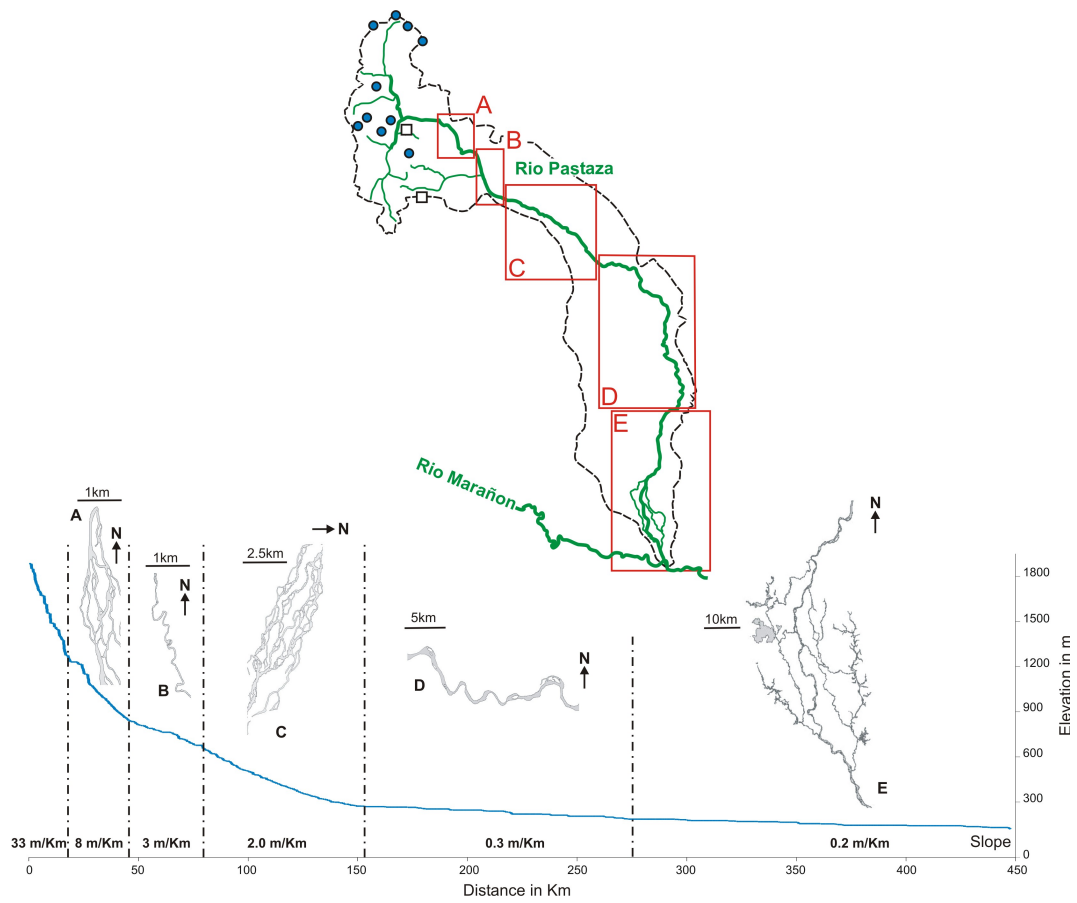 A
B
Rio Pastaza
C
D
E
Rio Marañon
1km
A
N
1km
N
B
2.5km
N
C
5km
N
D
10km
N
E
1800
1500
1200
900
600
300
0
Elevation in m
33 m/Km 8 m/Km 3 m/Km 2.0 m/Km 0.3 m/Km 0.2 m/Km Slope
0 50 100 150 200 250 300 350 400 450
Distance in Km